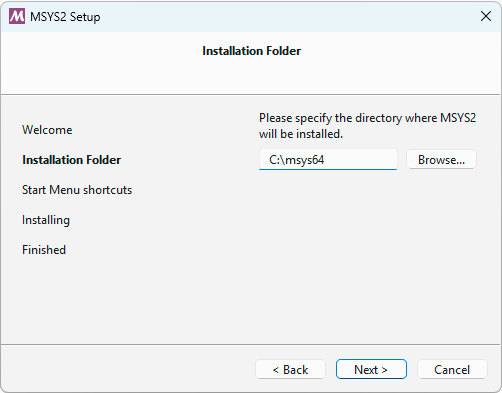 MSYS2 Setup
Installation Folder
Welcome
Installation Folder
Start Menu shortcuts
Installing
Finished
Please specify the directory where MSYS2
will be installed.
C:\msys64
Browse...
< Back
Next >
Cancel